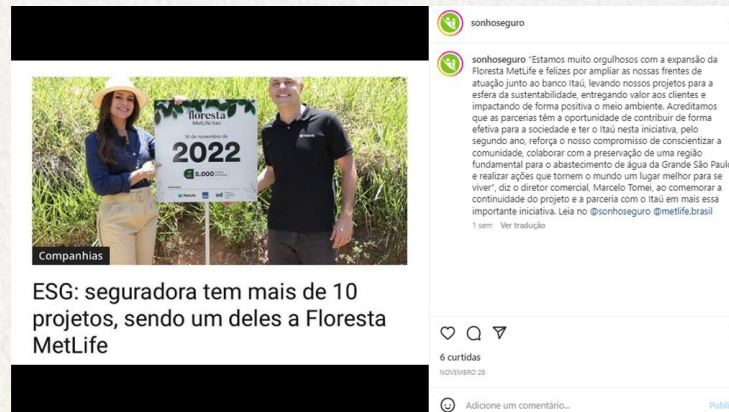 floresta
MetLife Itaú
2022
5.000
MetLife
Companhias
ESG: seguradora tem mais de 10
projetos, sendo um deles a Floresta
MetLife
sonhoseguro
sonhoseguro "Estamos muito orgulhosos com a expansão da
Floresta MetLife e felizes por ampliar as nossas frentes de
atuação junto ao banco Itaú, levando nossos projetos para a
esfera da sustentabilidade, entregando valor aos clientes e
impactando de forma positiva o meio ambiente. Acreditamos
que as parcerias têm a oportunidade de contribuir de forma
efetiva para a sociedade e ter o Itaú nesta iniciativa, pelo
segundo ano, reforça o nosso compromisso de conscientizar a
comunidade, colaborar com a preservação de uma região
fundamental para o abastecimento de água da Grande São Paulo
e realizar ações que tornem o mundo um lugar melhor para se
viver", diz o diretor comercial, Marcelo Tomei, ao comemorar a
continuidade do projeto e a parceria com o Itaú em mais essa
importante iniciativa. Leia no @sonhoseguro @metlife.brasil
1 sem Ver tradução
6 curtidas
NOVEMBRO 28
Adicione um comentário...
Publi